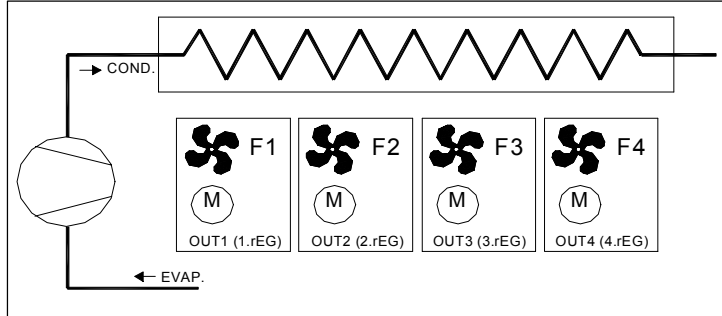 COND.
F1 F2 F3 F4
M M M M
OUT1 (1.rEG) OUT2 (2.rEG) OUT3 (3.rEG) OUT4 (4.rEG)
EVAP.